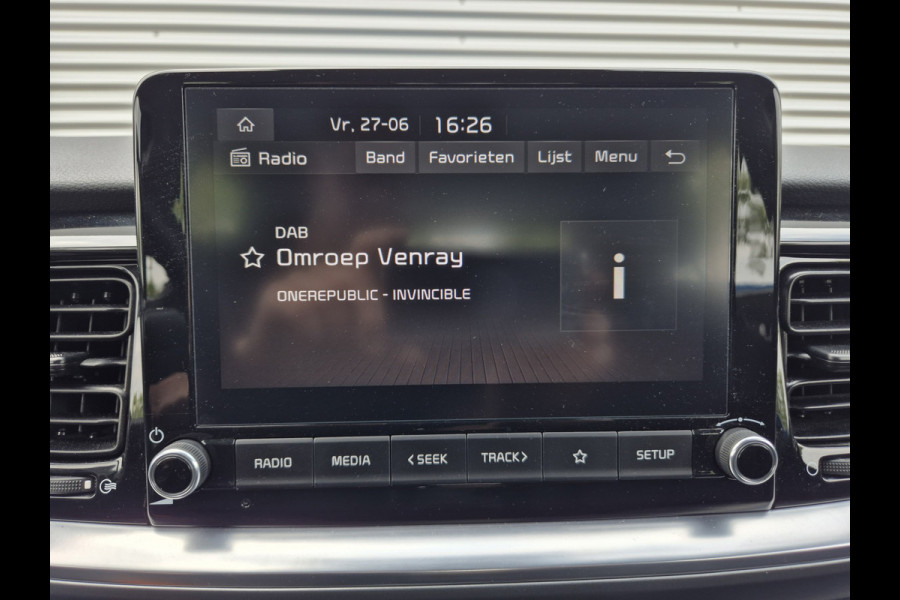 Vr, 27-06 16:26
Radio Band Favorieten Lijst Menu
DAB
Omroep Venray
ONEREPUBLIC - INVINCIBLE
i
RADIO MEDIA <SEEK TRACK> SETUP